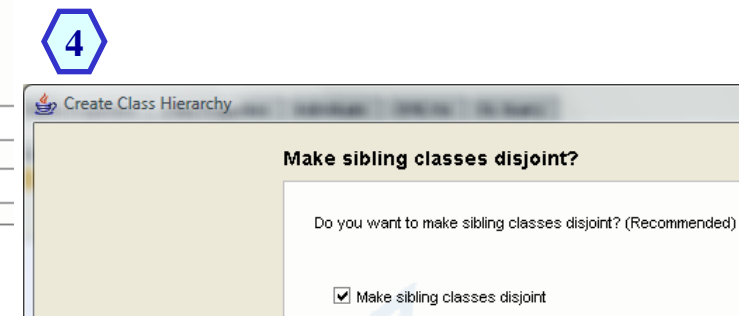 4
Create Class Hierarchy
Make sibling classes disjoint?
Do you want to make sibling classes disjoint? (Recommended)
Make sibling classes disjoint